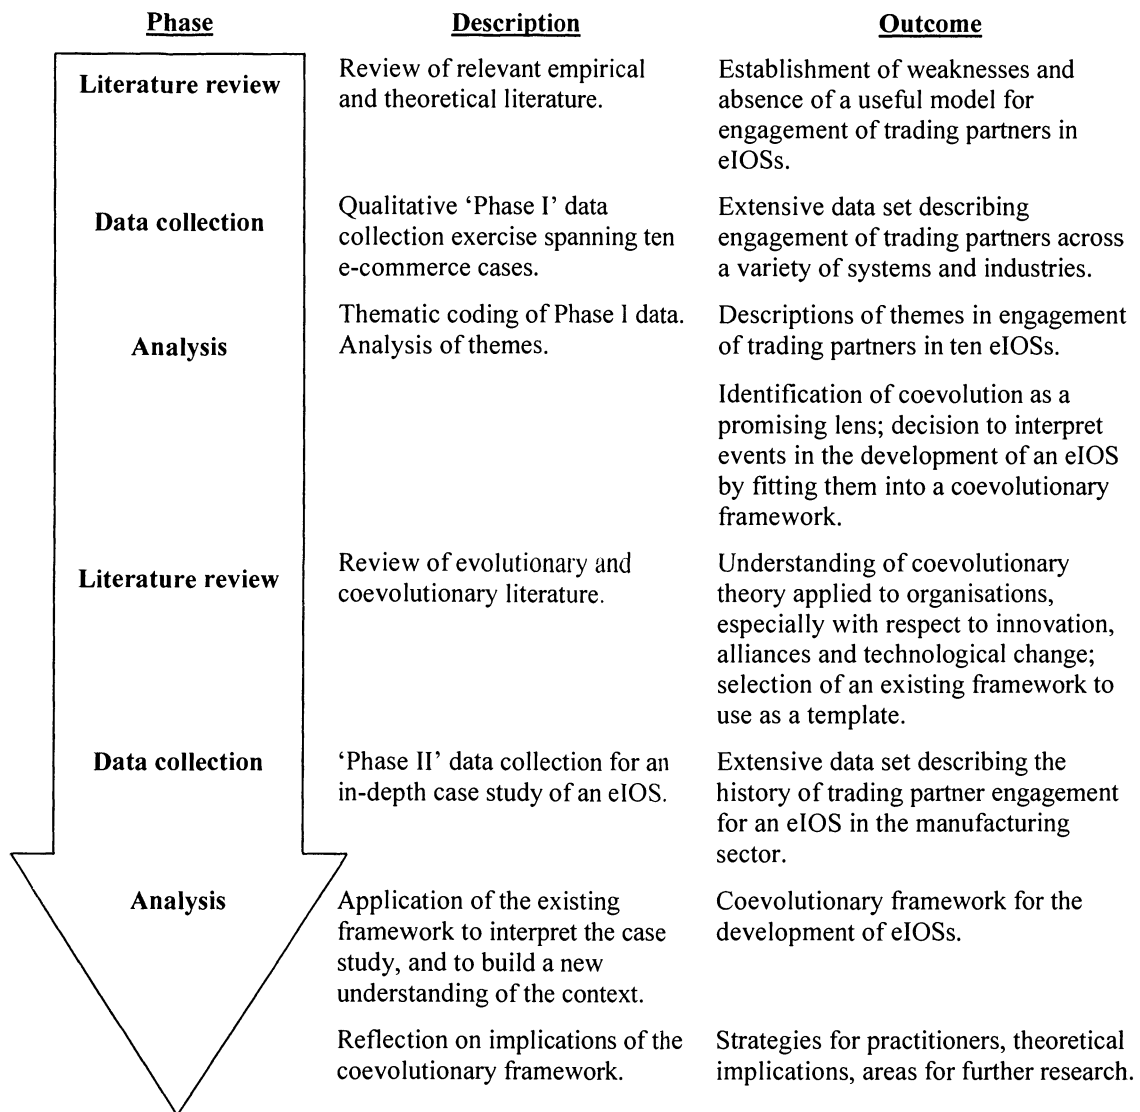 Phase Description Outcome
Literature review
Review of relevant empirical
and theoretical literature.
Establishment of weaknesses and
absence of a useful model for
engagement of trading partners in
eIOSs.
Data collection
Qualitative ‘Phase I’ data
collection exercise spanning ten
e-commerce cases.
Extensive data set describing
engagement of trading partners across
a variety of systems and industries.
Analysis
Thematic coding of Phase I data.
Analysis of themes.
Descriptions of themes in engagement
of trading partners in ten eIOSs.
Identification of coevolution as a
promising lens; decision to interpret
events in the development of an eIOS
by fitting them into a coevolutionary
framework.
Literature review
Review of evolutionary and
coevolutionary literature.
Understanding of coevolutionary
theory applied to organisations,
especially with respect to innovation,
alliances and technological change;
selection of an existing framework to
use as a template.
Data collection
‘Phase II’ data collection for an
in-depth case study of an eIOS.
Extensive data set describing the
history of trading partner engagement
for an eIOS in the manufacturing
sector.
Analysis
Application of the existing
framework to interpret the case
study, and to build a new
understanding of the context.
Coevolutionary framework for the
development of eIOSs.
Reflection on implications of the
coevolutionary framework.
Strategies for practitioners, theoretical
implications, areas for further research.